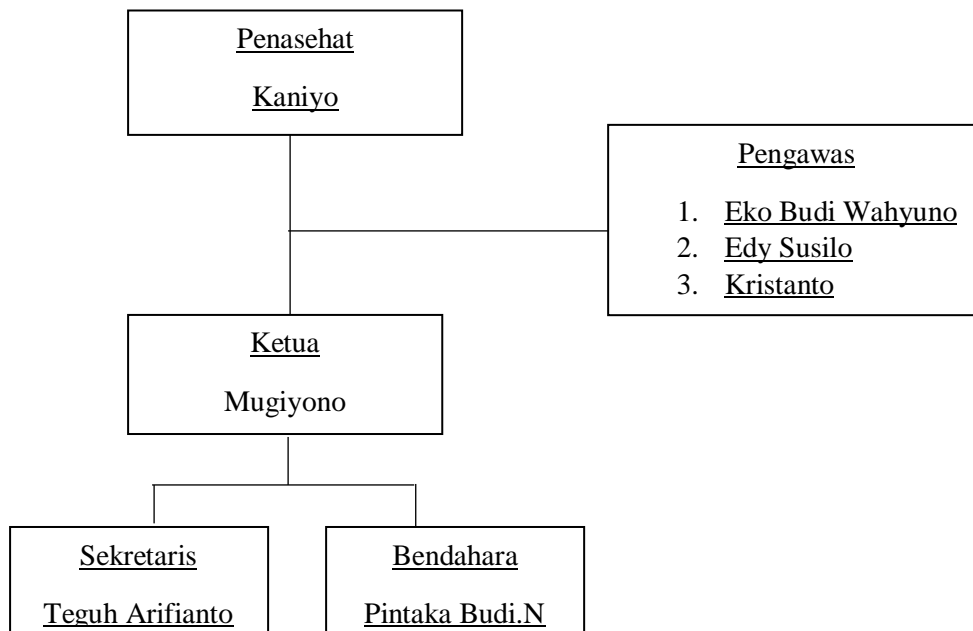 Penasehat
Kaniyo
Pengawas
1. Eko Budi Wahyuno
2. Edy Susilo
3. Kristanto
Ketua
Mugiyono
Sekretaris
Teguh Arifianto
Bendahara
Pintaka Budi.N